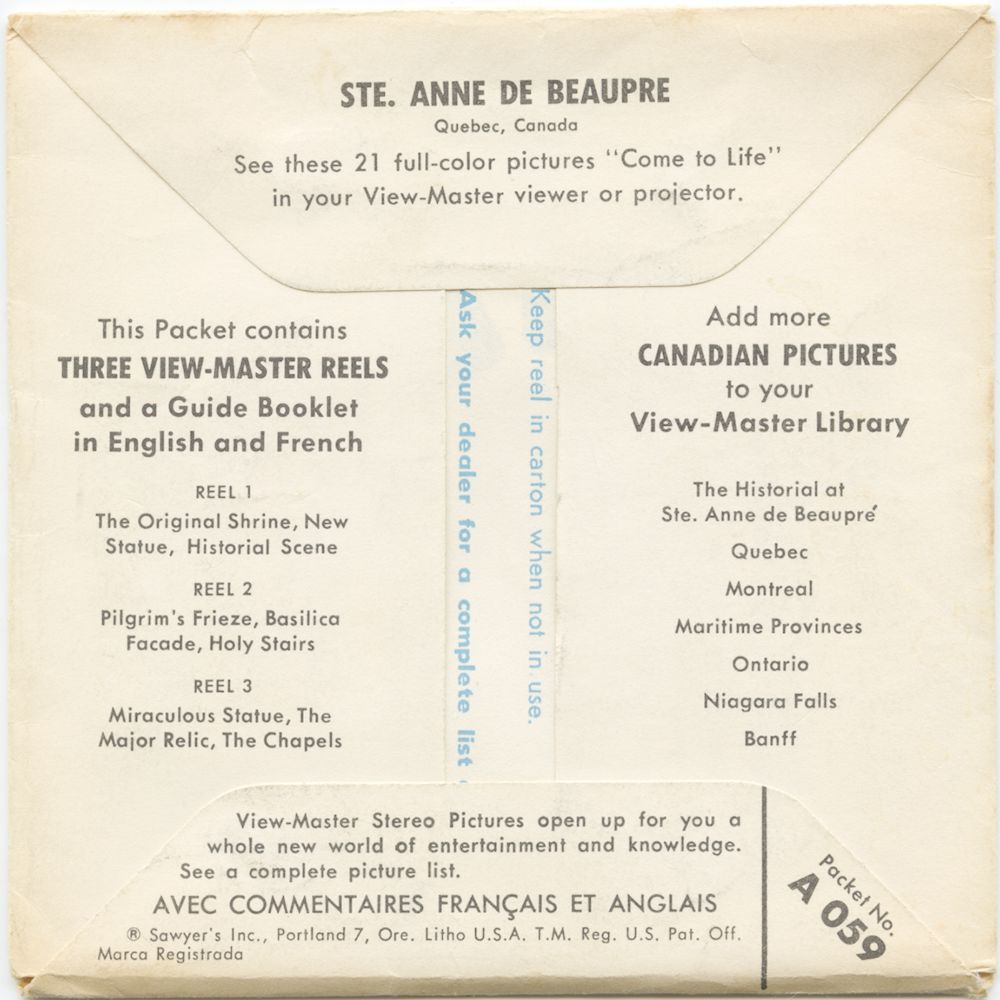 STE. ANNE DE BEAUPRE
Quebec, Canada
See these 21 full-color pictures "Come to Life"
in your View-Master viewer or projector.
This Packet contains
THREE VIEW-MASTER REELS
and a Guide Booklet
in English and French
REEL 1
The Original Shrine, New
Statue, Historial Scene
REEL 2
Pilgrim's Frieze, Basilica
Facade, Holy Stairs
REEL 3
Miraculous Statue, The
Major Relic, The Chapels
Ask your dealer for a complete list
Keep reel in carton when not in use.
Add more
CANADIAN PICTURES
to your
View-Master Library
The Historial at
Ste. Anne de Beaupré
Quebec
Montreal
Maritime Provinces
Ontario
Niagara Falls
Banff
View-Master Stereo Pictures open up for you a
whole new world of entertainment and knowledge.
See a complete picture list.
AVEC COMMENTAIRES FRANÇAIS ET ANGLAIS
® Sawyer's Inc., Portland 7, Ore. Litho U.S.A. T.M. Reg. U.S. Pat. Off.
Marca Registrada
Packet No.
A 059